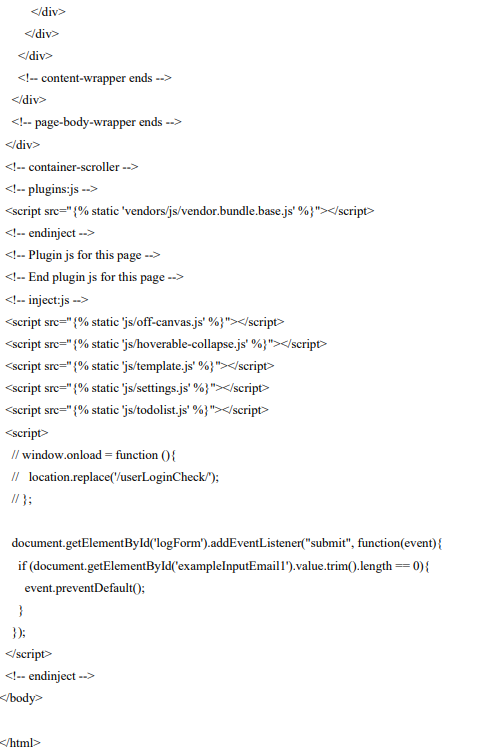 </div>
</div>
</div>
<!-- content-wrapper ends -->
</div>
<!-- page-body-wrapper ends -->
</div>
<!-- container-scroller -->
<!-- plugins:js -->
<script src="{% static 'vendors/js/vendor.bundle.base.js' %}"></script>
<!-- endinject -->
<!-- Plugin js for this page -->
<!-- End plugin js for this page -->
<!-- inject:js -->
<script src="{% static 'js/off-canvas.js' %}"></script>
<script src="{% static 'js/hoverable-collapse.js' %}"></script>
<script src="{% static 'js/template.js' %}"></script>
<script src="{% static 'js/settings.js' %}"></script>
<script src="{% static 'js/todolist.js' %}"></script>
<script>
// window.onload = function (){
// location.replace('/userLoginCheck/');
// };
document.getElementById('logForm').addEventListener("submit", function(event){
if (document.getElementById('exampleInputEmail1').value.trim().length == 0){
event.preventDefault();
}
});
</script>
<!-- endinject -->
</body>
</html>